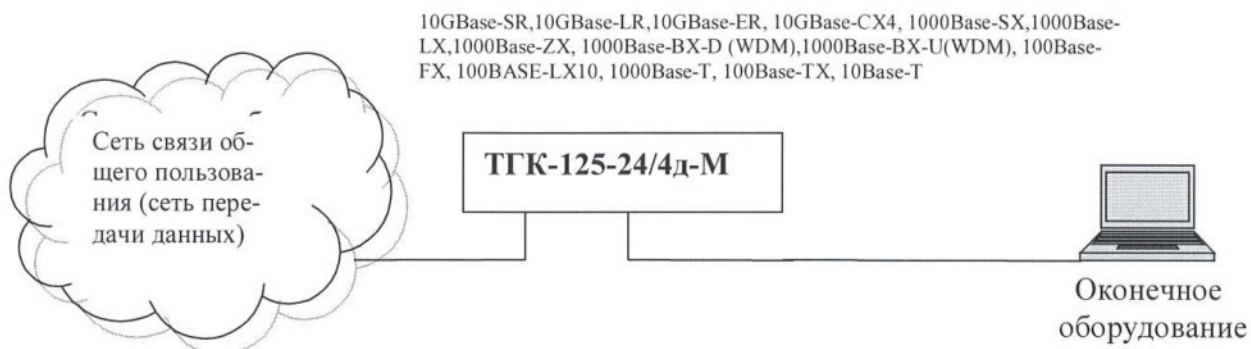 10GBase-SR,10GBase-LR,10GBase-ER, 10GBase-CX4, 1000Base-SX,1000Base-
LX,1000Base-ZX, 1000Base-BX-D (WDM),1000Base-BX-U(WDM), 100Base-
FX, 100BASE-LX10, 1000Base-T, 100Base-TX, 10Base-T
Сеть связи об-
щего пользова-
ния (сеть пере-
дачи данных)
ТГК-125-24/4д-М
Оконечное
оборудование